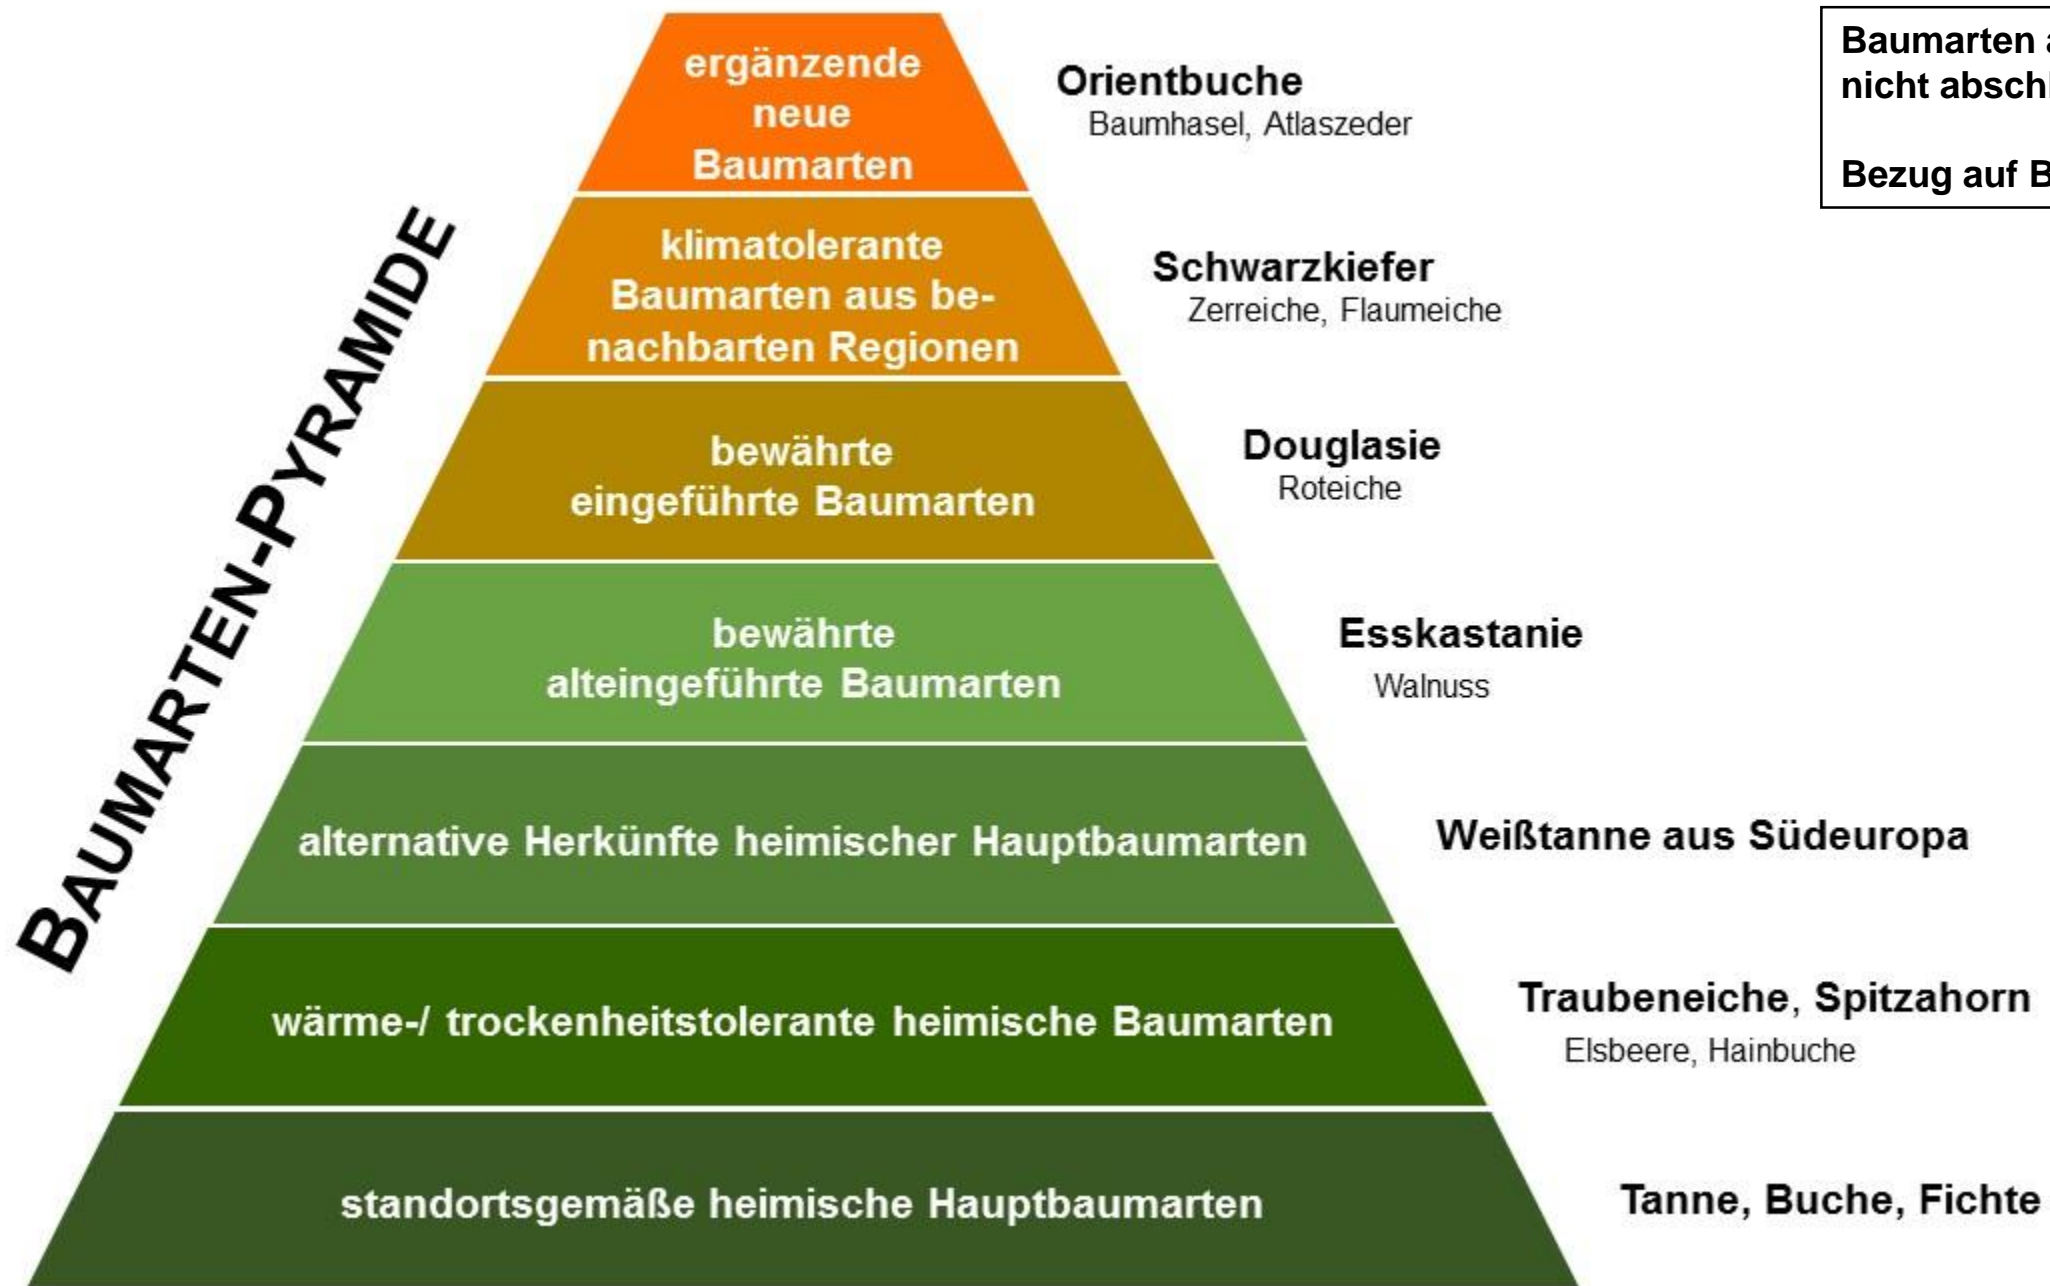 BAUMARTEN-PYRAMIDE
ergänzende
neue
Baumarten
Orientbuche
Baumhasel, Atlaszeder
Baumarten
nicht
Bezug auf
klimatolerante
Baumarten aus be-
nachbarten Regionen
Schwarzkiefer
Zerreiche, Flaumeiche
bewährte
eingeführte Baumarten
Douglasie
Roteiche
bewährte
alteingeführte Baumarten
Esskastanie
Walnuss
alternative Herkünfte heimischer Hauptbaumarten
Weißtanne aus Südeuropa
wärme-/ trockenheitstolerante heimische Baumarten
Traubeneiche, Spitzahorn
Elsbeere, Hainbuche
standortsgemäße heimische Hauptbaumarten
Tanne, Buche, Fichte